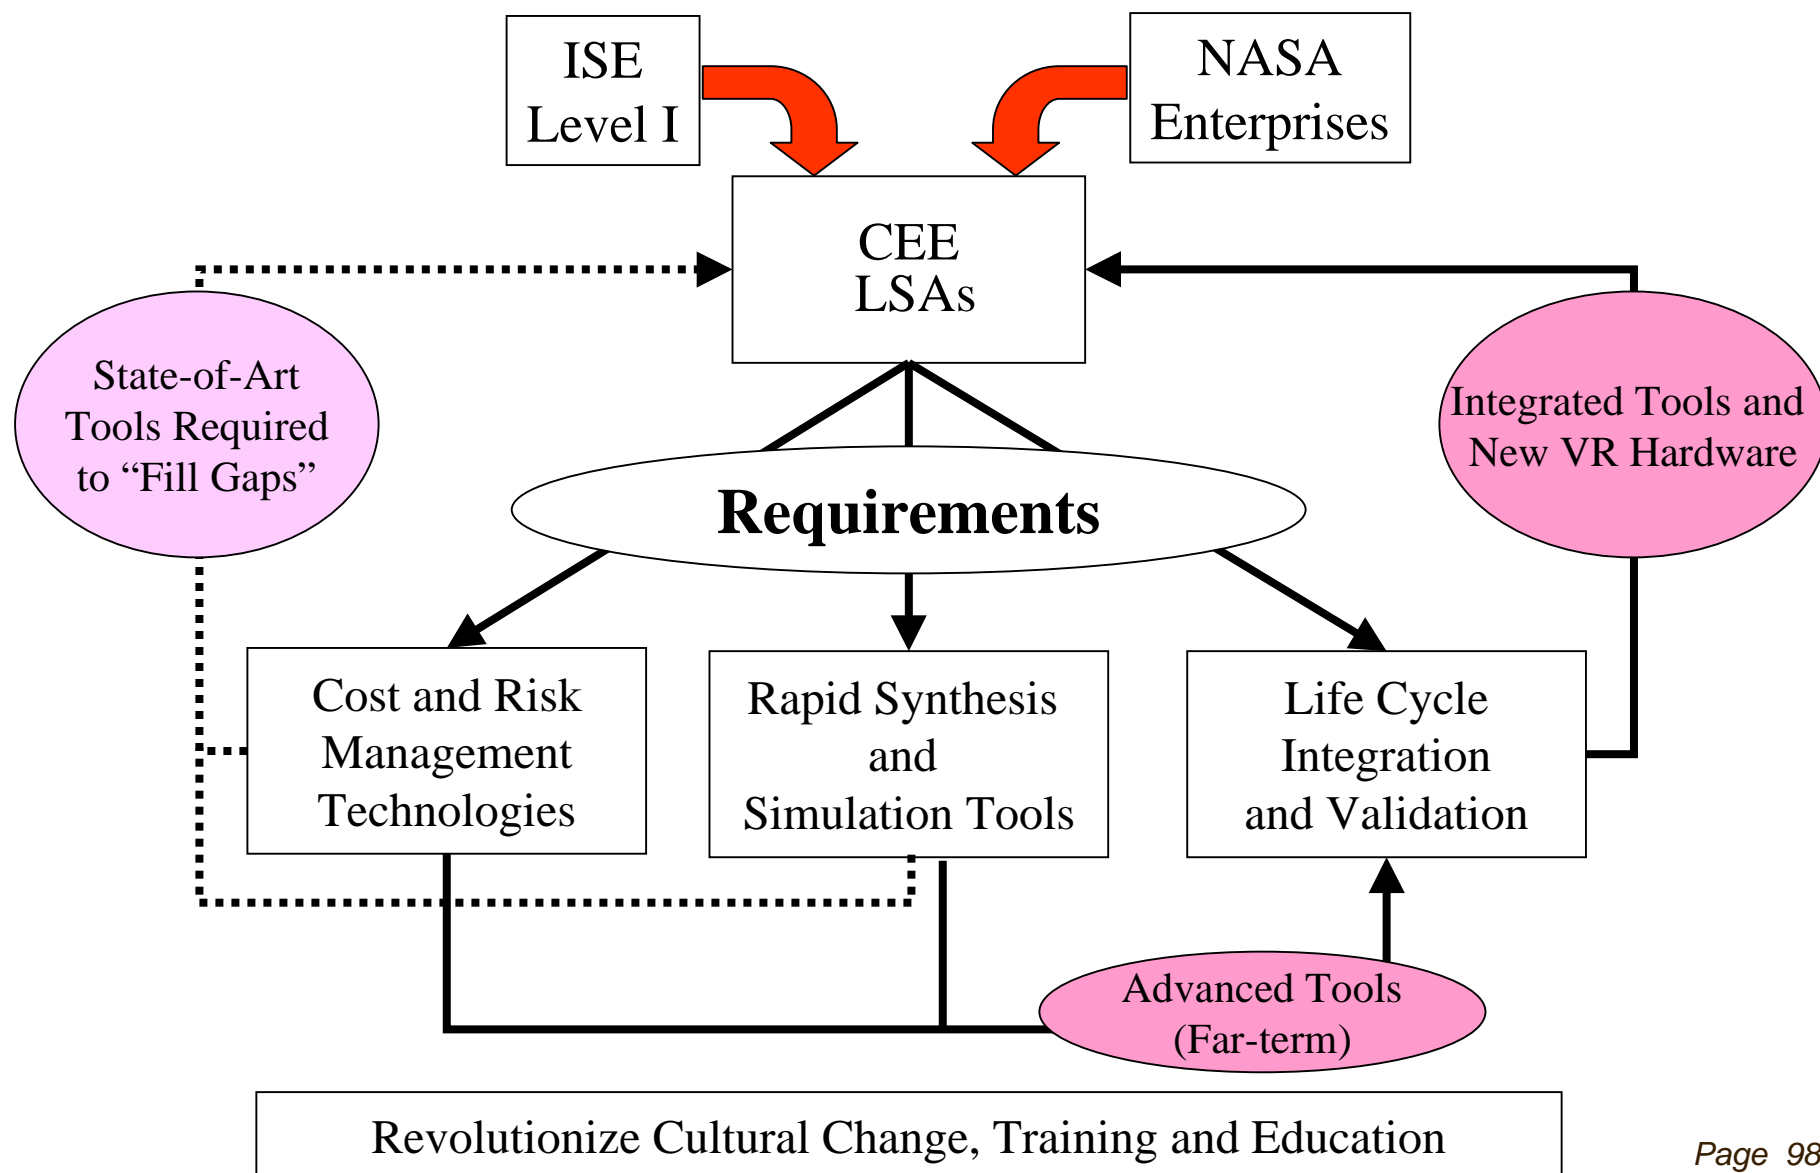 ISE
Level I
NASA
Enterprises
CEE
LSAs
State-of-Art
Tools Required
to “Fill Gaps”
Integrated Tools and
New VR Hardware
Requirements
Cost and Risk
Management
Technologies
Rapid Synthesis
and
Simulation Tools
Life Cycle
Integration
and Validation
Advanced Tools
(Far-term)
Revolutionize Cultural Change, Training and Education
Page 98